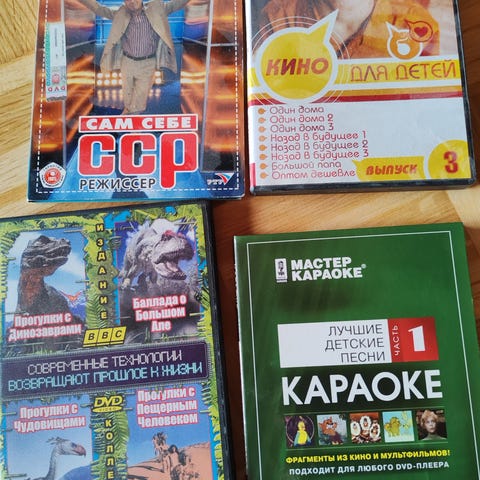 САМ СЕБЕ
ССР
РЕЖИССЕР
КИНО ДЛЯ ДЕТЕЙ
Один дома
Один дома 2
Один дома 3
Назад в будущее 1
Назад в будущее 2
Назад в будущее 3
Большой папа
Оптом дешевле
ВЫПУСК 3
ИЗДАНИЕ
BBC
Прогулки с
Динозаврами
Баллада о
Большом
Але
СОВРЕМЕННЫЕ ТЕХНОЛОГИИ
ВОЗВРАЩАЮТ ПРОШЛОЕ К ЖИЗНИ
Прогулки с
Чудовищами
DVD
VIDEO
КОЛЛЕ
Прогулки с
Пещерным
Человеком
МАСТЕР
КАРАОКЕ®
ЛУЧШИЕ
ДЕТСКИЕ
ПЕСНИ
ЧАСТЬ 1
КАРАОКЕ
ФРАГМЕНТЫ ИЗ КИНО И МУЛЬТФИЛЬМОВ!
ПОДХОДИТ ДЛЯ ЛЮБОГО DVD-ПЛЕЕРА